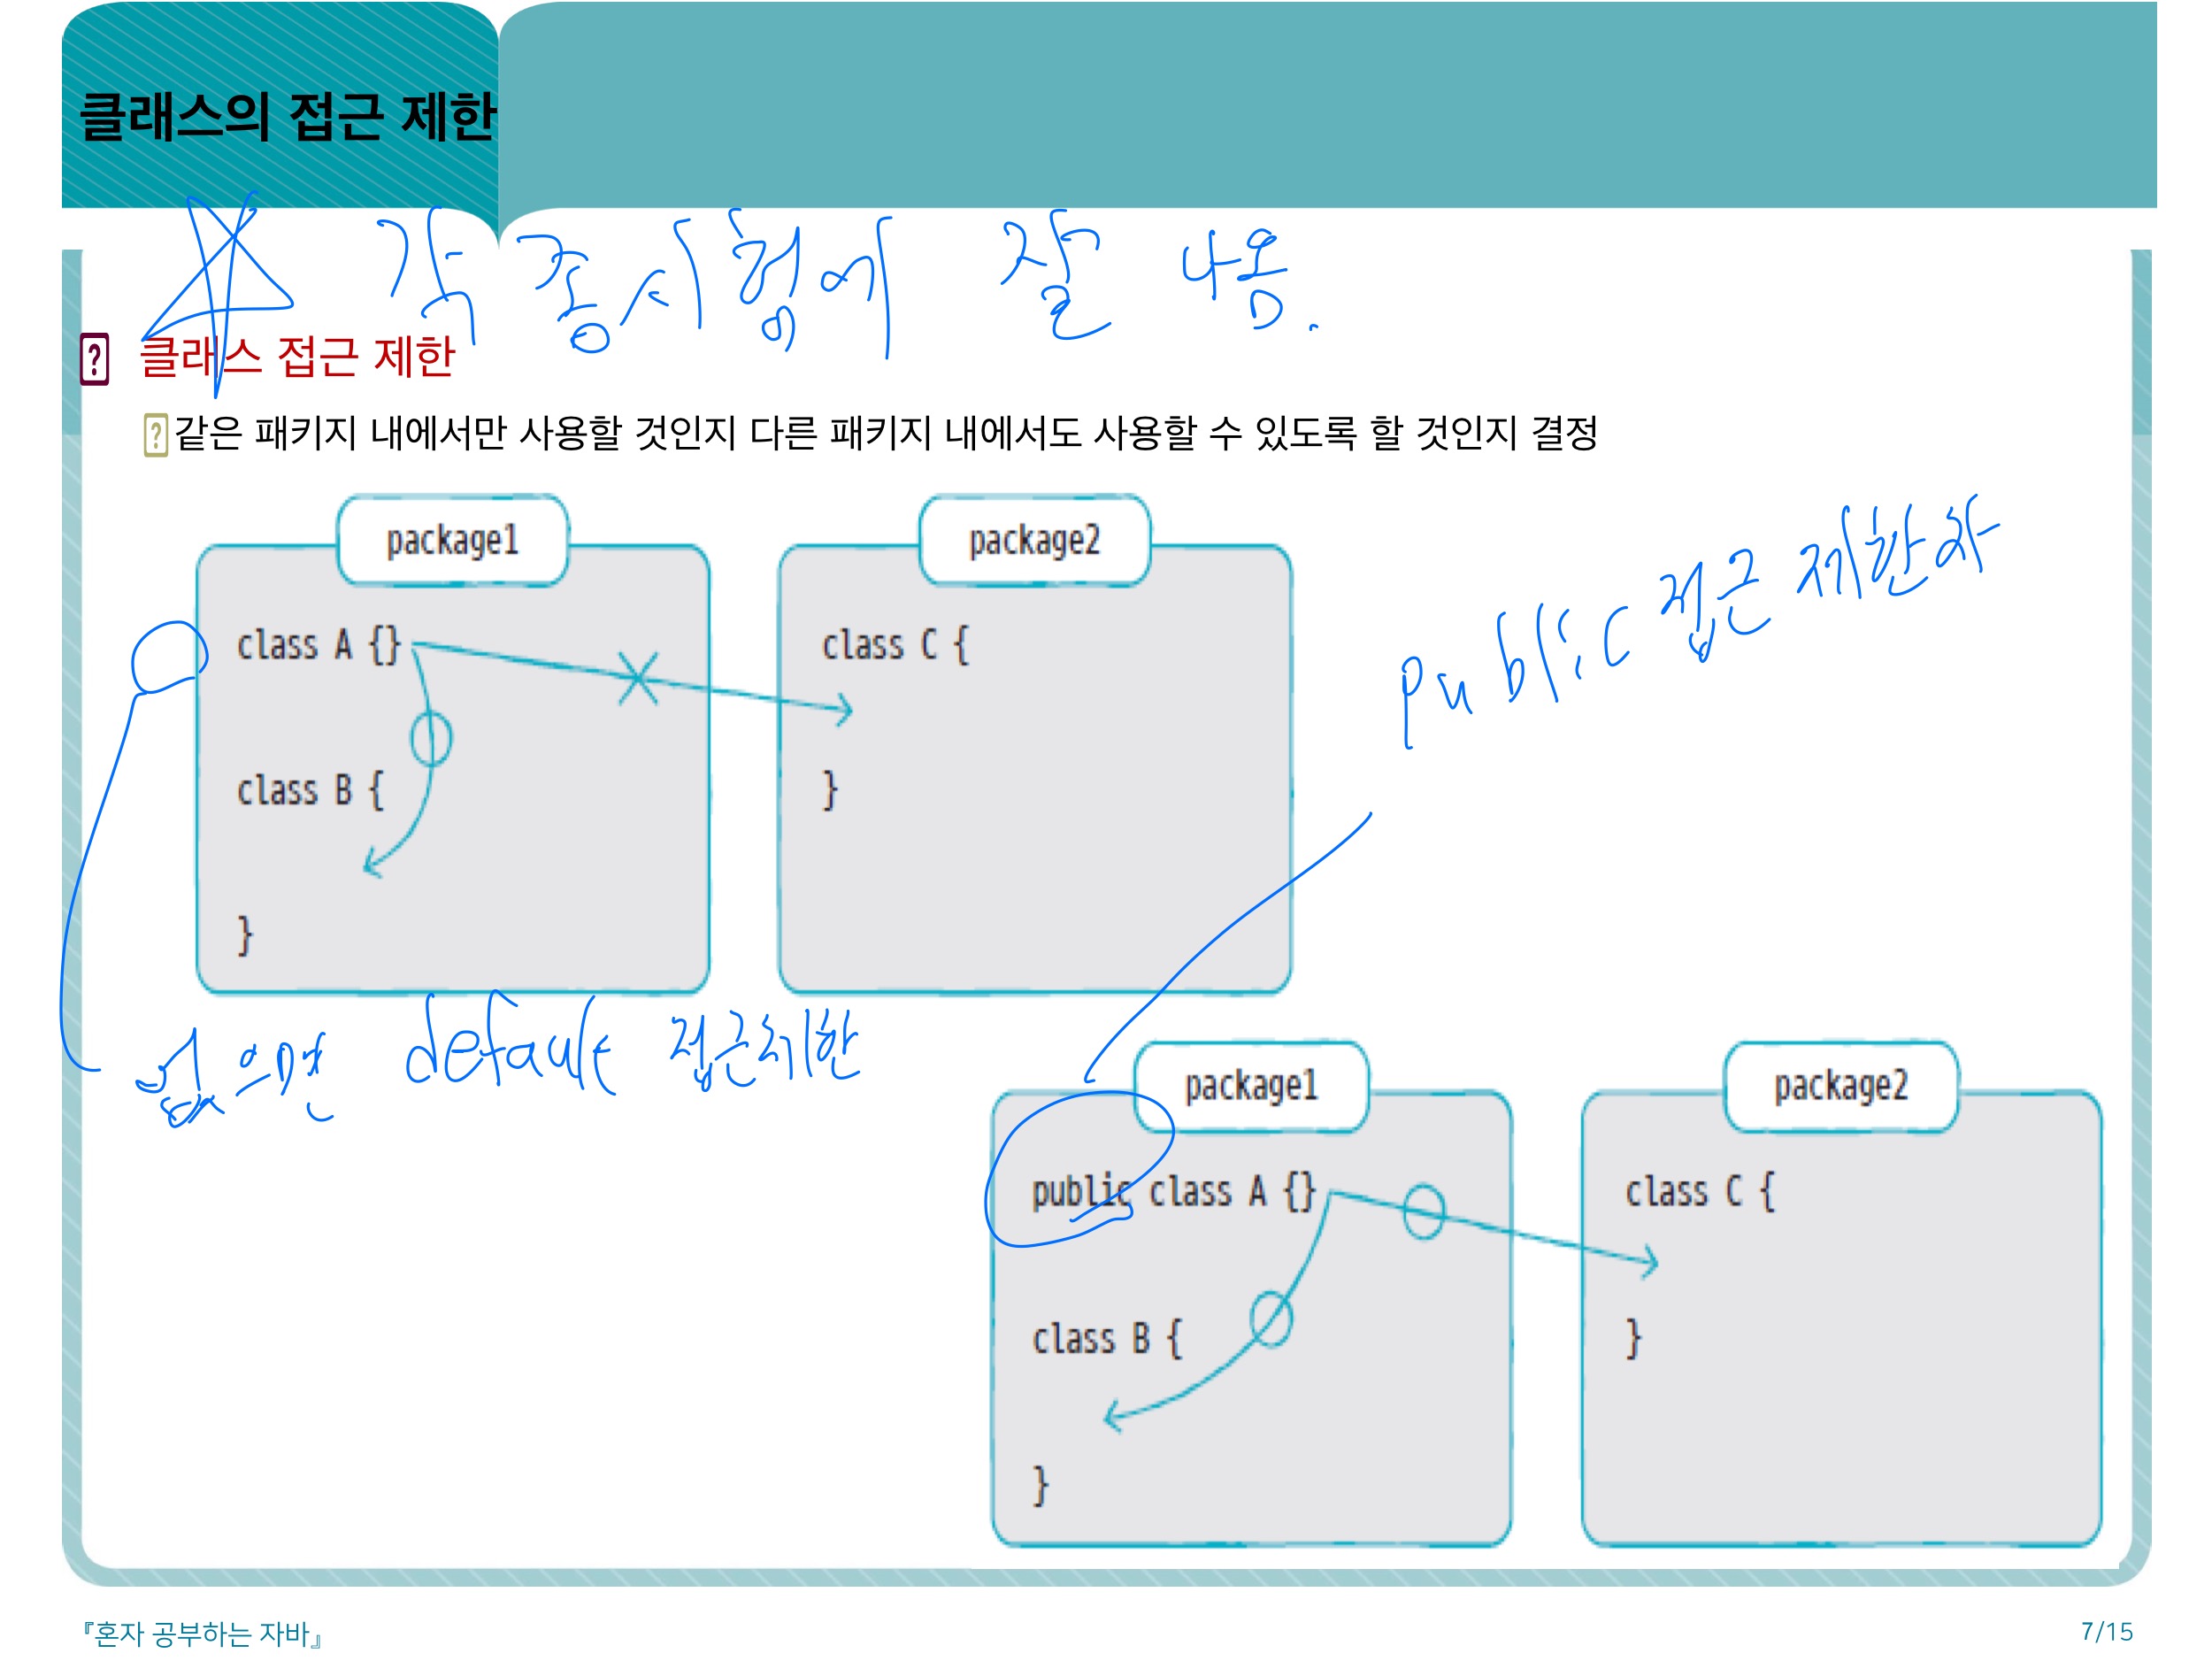 클래스의 접근 제한
각종시험에 잘 나옴.
클래스 접근 제한
같은 패키지 내에서만 사용할 것인지 다른 패키지 내에서도 사용할 수 있도록 할 것인지 결정
package1
class A {}
class B {
}
package2
class C {
}
public 접근 제한자
없으면 default 접근제한
package1
public class A {}
class B {
}
package2
class C {
}
『혼자 공부하는 자바』
7/15